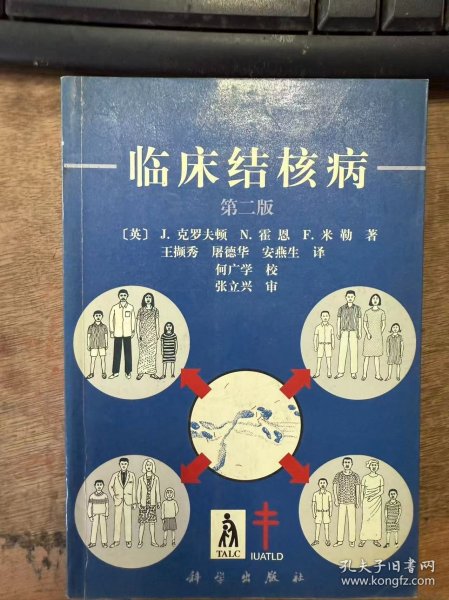 临床结核病
第二版
〔英〕 J. 克罗夫顿 N. 霍恩 F. 米勒 著
王撷秀 屠德华 安燕生 译
何广学 校
张立兴 审
TALC
IUATLD
科学出版社
孔夫子旧书网
www.kongfz.com